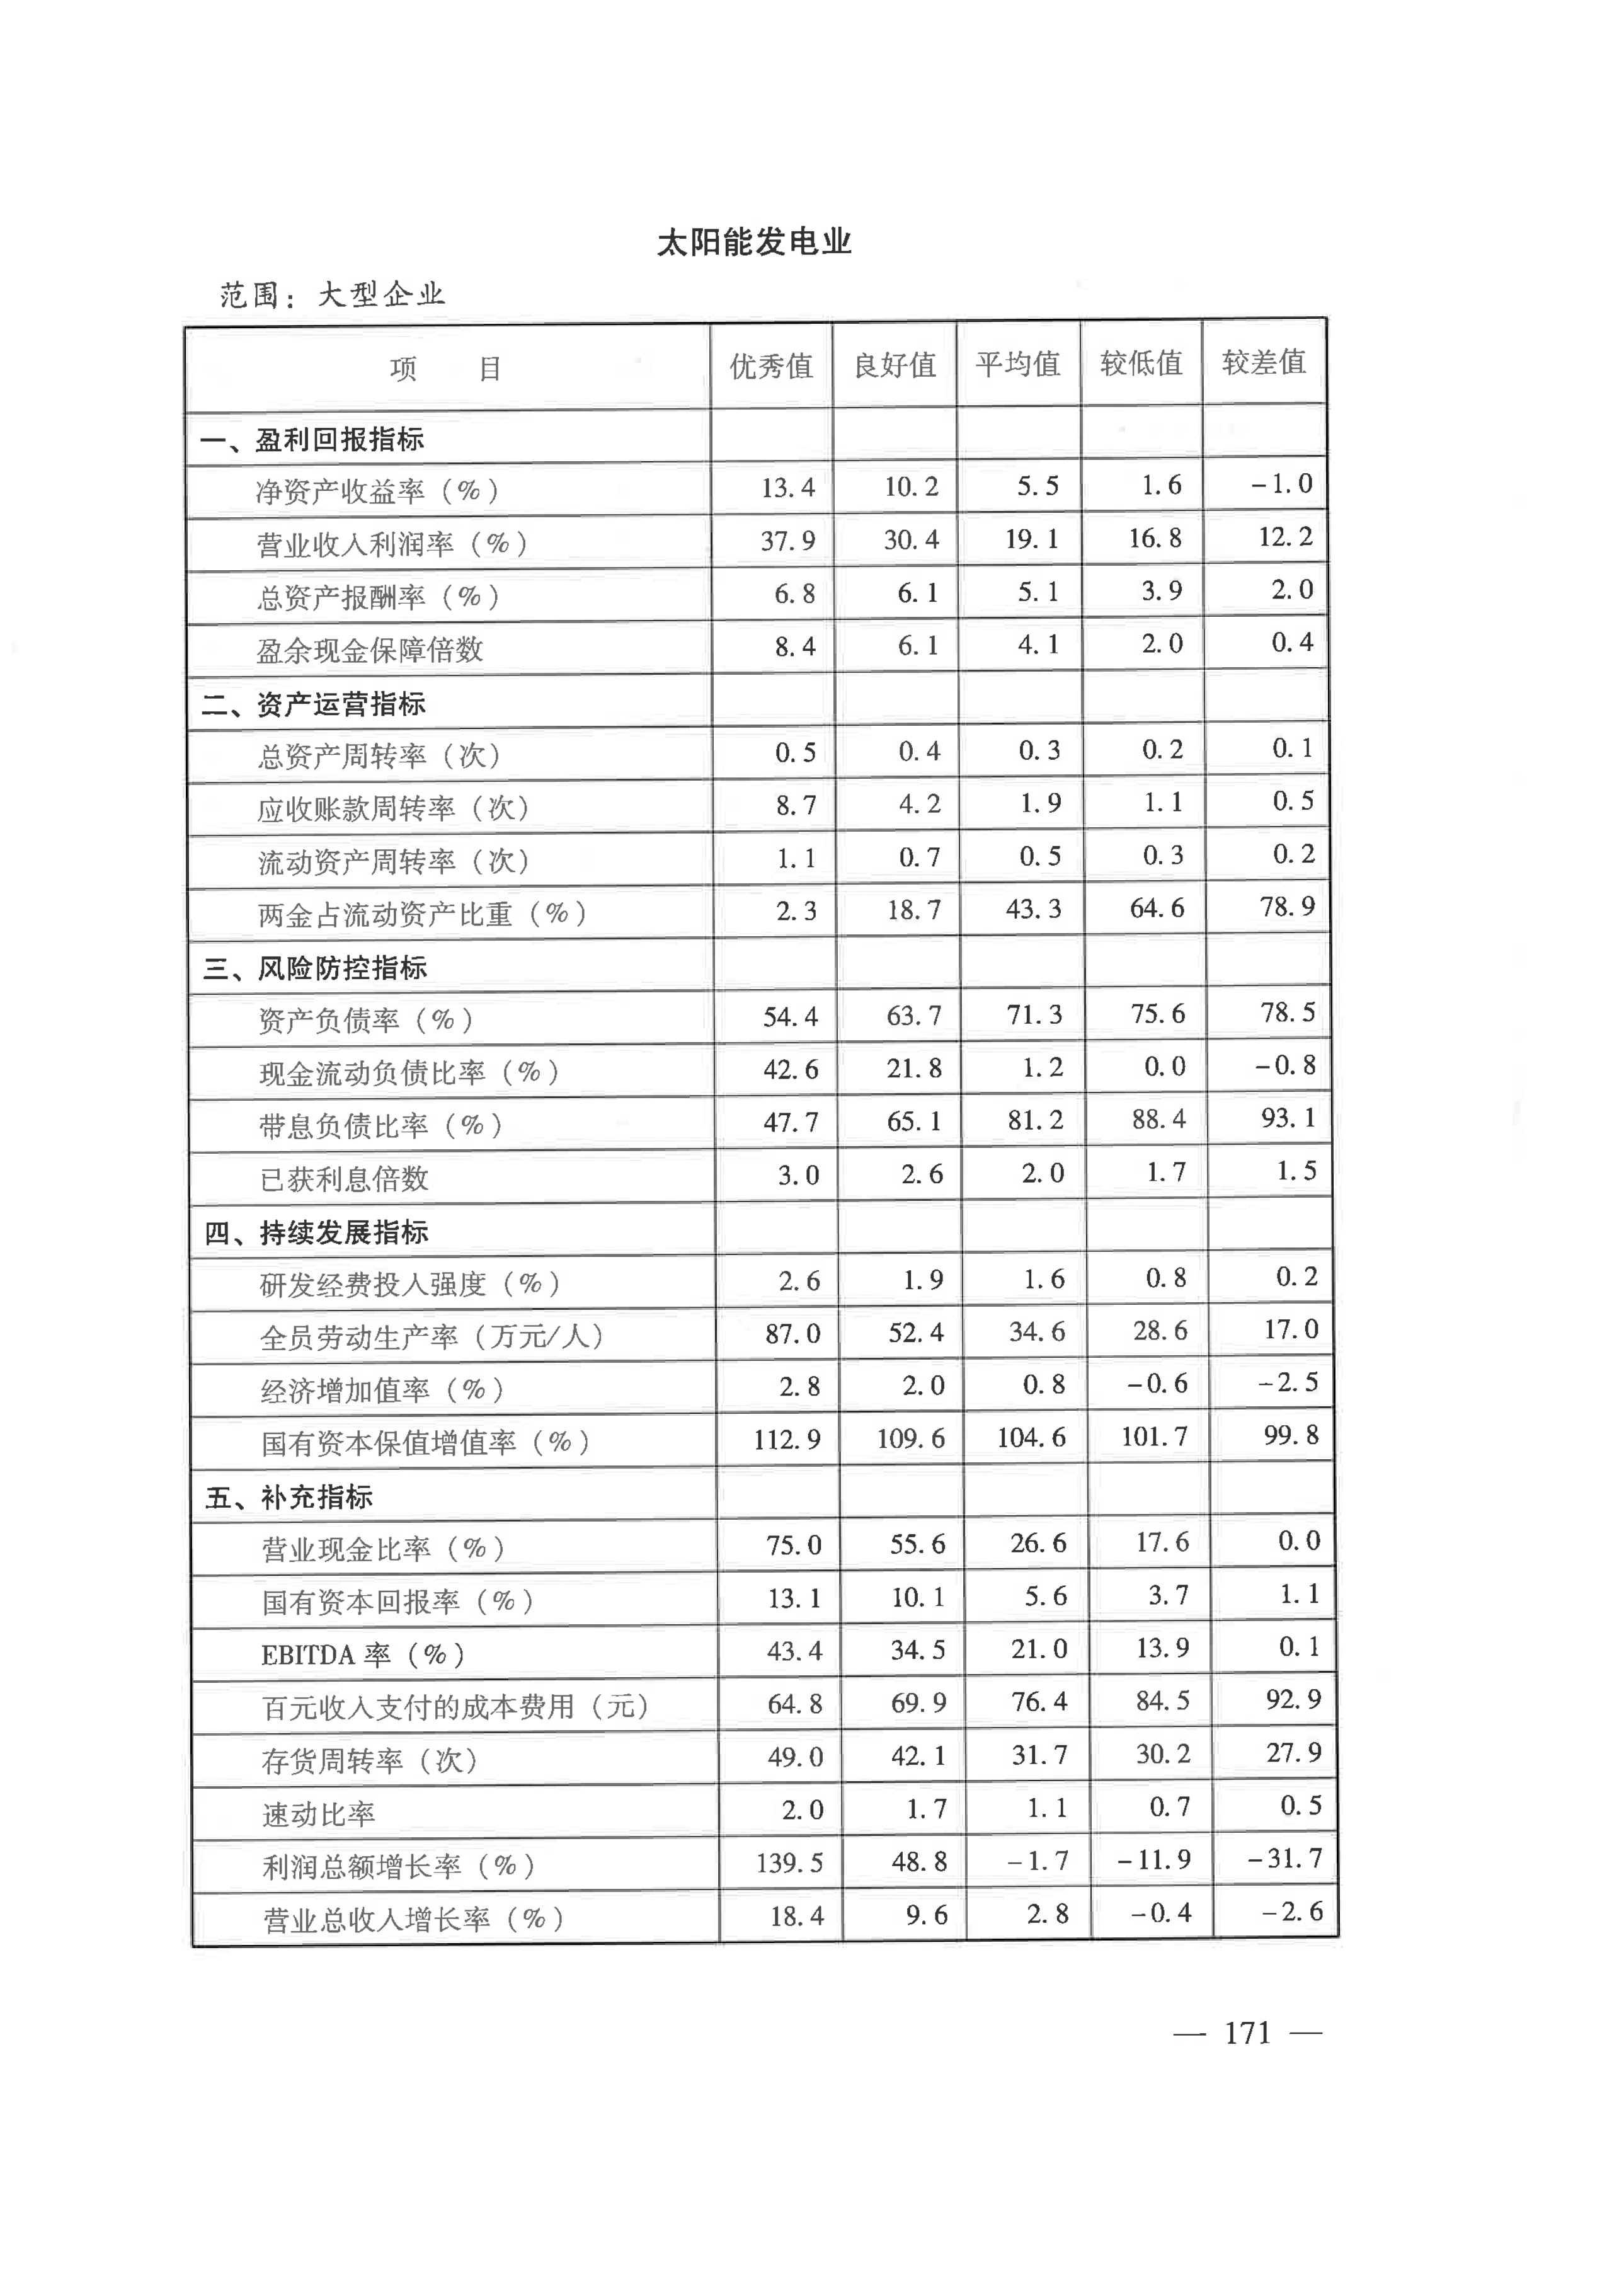 太阳能发电业
范围：大型企业
项 目 优秀值 良好值 平均值 较低值 较差值
一、盈利回报指标
净资产收益率（%） 13.4 10.2 5.5 1.6 -1.0
营业收入利润率（%） 37.9 30.4 19.1 16.8 12.2
总资产报酬率（%） 6.8 6.1 5.1 3.9 2.0
盈余现金保障倍数 8.4 6.1 4.1 2.0 0.4
二、资产运营指标
总资产周转率（次） 0.5 0.4 0.3 0.2 0.1
应收账款周转率（次） 8.7 4.2 1.9 1.1 0.5
流动资产周转率（次） 1.1 0.7 0.5 0.3 0.2
两金占流动资产比重（%） 2.3 18.7 43.3 64.6 78.9
三、风险防控指标
资产负债率（%） 54.4 63.7 71.3 75.6 78.5
现金流动负债比率（%） 42.6 21.8 1.2 0.0 -0.8
带息负债比率（%） 47.7 65.1 81.2 88.4 93.1
已获利息倍数 3.0 2.6 2.0 1.7 1.5
四、持续发展指标
研发经费投入强度（%） 2.6 1.9 1.6 0.8 0.2
全员劳动生产率（万元/人） 87.0 52.4 34.6 28.6 17.0
经济增加值率（%） 2.8 2.0 0.8 -0.6 -2.5
国有资本保值增值率（%） 112.9 109.6 104.6 101.7 99.8
五、补充指标
营业现金比率（%） 75.0 55.6 26.6 17.6 0.0
国有资本回报率（%） 13.1 10.1 5.6 3.7 1.1
EBITDA 率（%） 43.4 34.5 21.0 13.9 0.1
百元收入支付的成本费用（元） 64.8 69.9 76.4 84.5 92.9
存货周转率（次） 49.0 42.1 31.7 30.2 27.9
速动比率 2.0 1.7 1.1 0.7 0.5
利润总额增长率（%） 139.5 48.8 -1.7 -11.9 -31.7
营业总收入增长率（%） 18.4 9.6 2.8 -0.4 -2.6
— 171 —